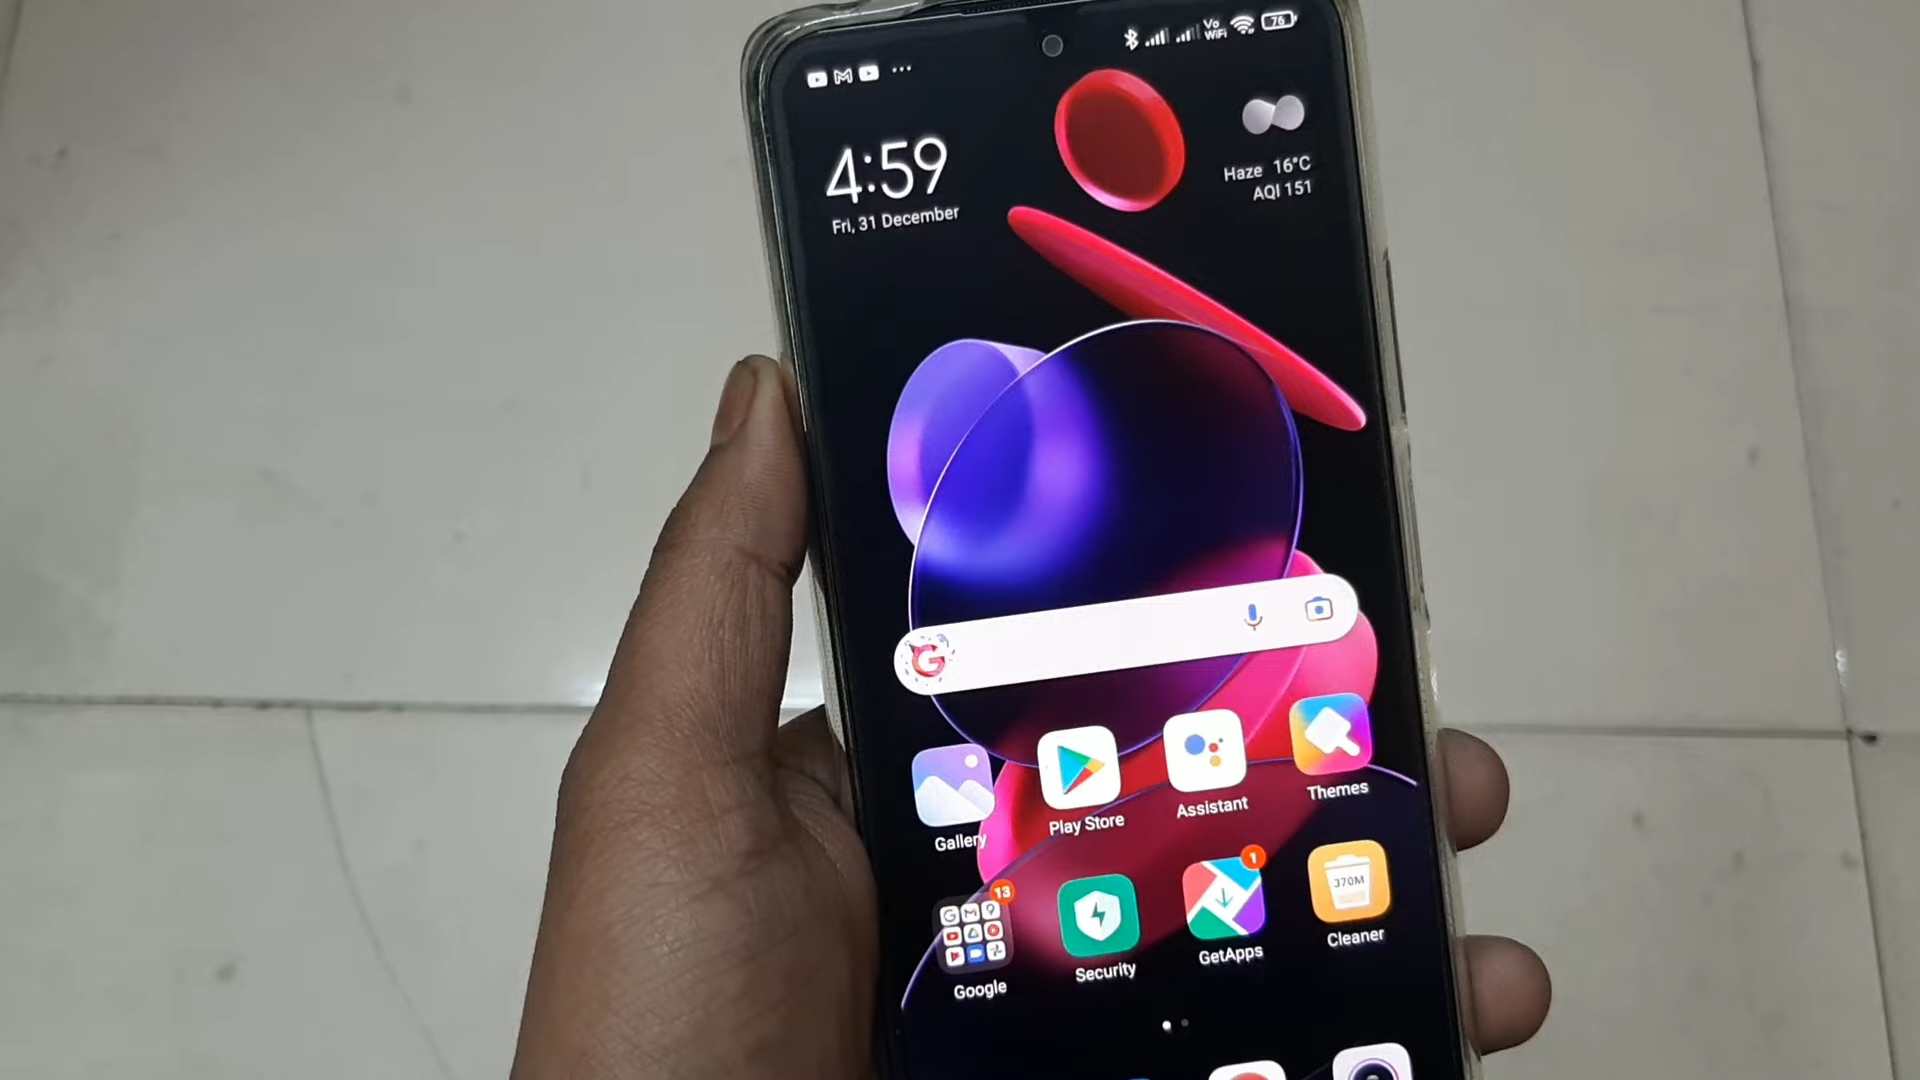 Vo
WiFi
76
4:59
Fri, 31 December
Haze 16°C
AQI 151
G
Gallery
Play Store
Assistant
Themes
13
1
370M
Google
Security
GetApps
Cleaner